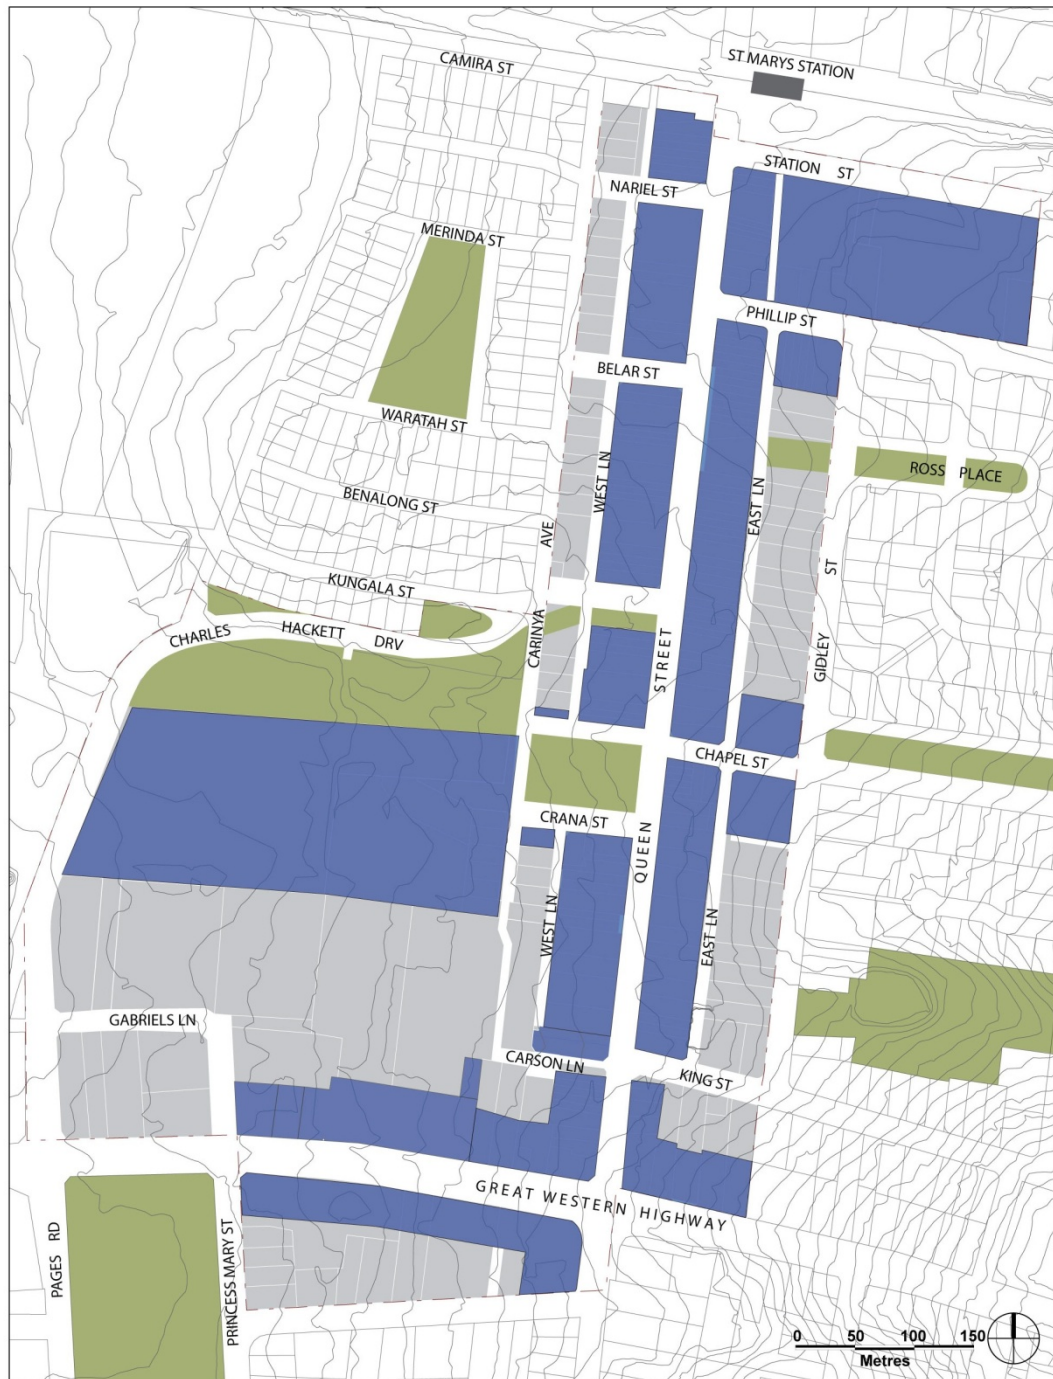 CAMIRA ST
ST MARYS STATION
STATION ST
NARIEL ST
MERINDA ST
PHILLIP ST
BELAR ST
WARATAH ST
ROSS PLACE
WEST LN
EAST LN
BENALONG ST
AVE
KUNGALA ST
ST
CHARLES HACKETT DRV
CARINYA
STREET
GIDLEY
CHAPEL ST
CRANA ST
QUEEN
WEST LN
EAST LN
GABRIELS LN
CARSON LN
KING ST
GREAT WESTERN HIGHWAY
PAGES RD
PRINCESS MARY ST
0 50 100 150
Metres